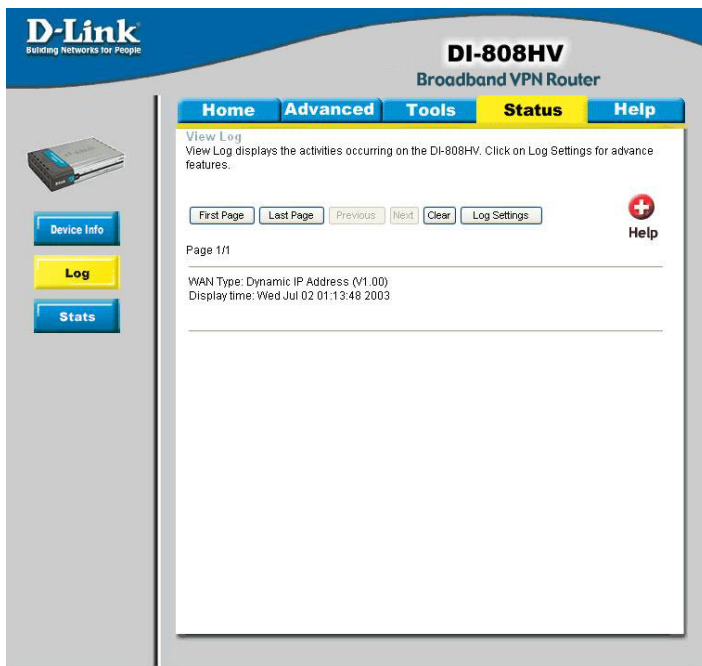 D-Link
Building Networks for People
DI-808HV
Broadband VPN Router
Home
Advanced
Tools
Status
Help
Device Info
Log
Stats
View Log
View Log displays the activities occurring on the DI-808HV. Click on Log Settings for advance
features.
First Page
Last Page
Previous
Next
Clear
Log Settings
Help
Page 1/1
WAN Type: Dynamic IP Address (V1.00)
Display time: Wed Jul 02 01:13:48 2003